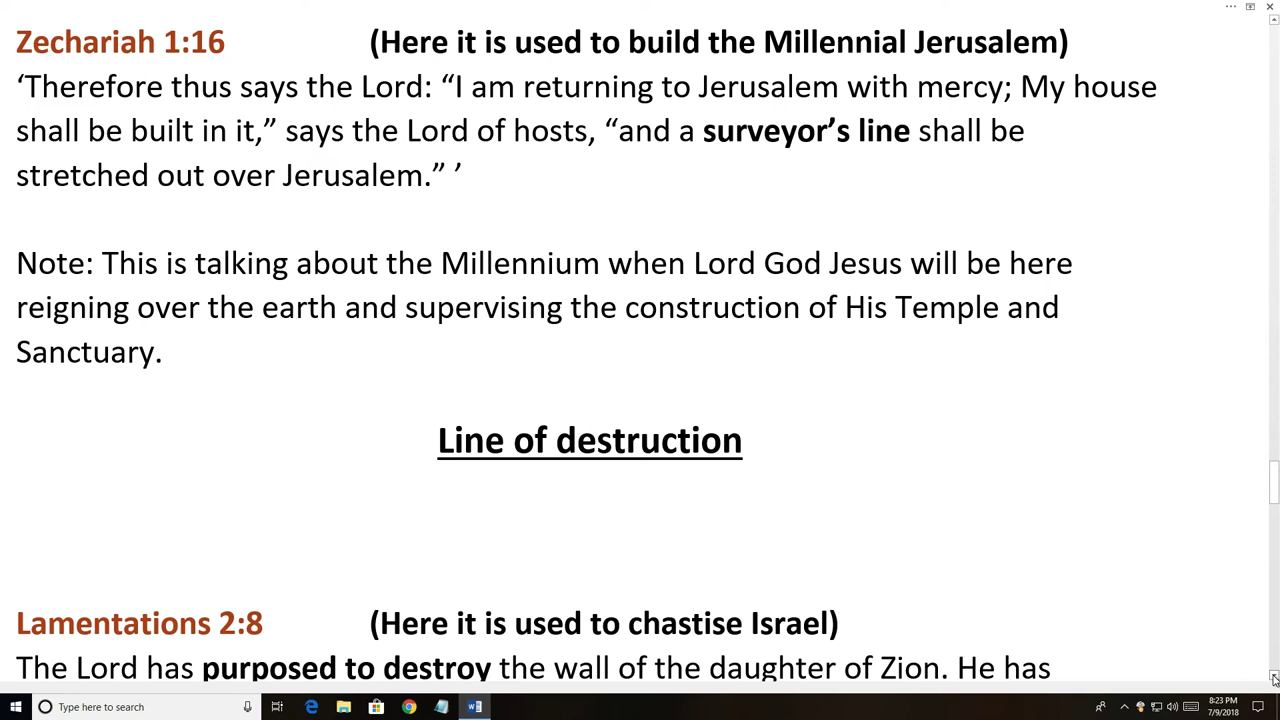 Zechariah 1:16 (Here it is used to build the Millennial Jerusalem)
‘Therefore thus says the Lord: “I am returning to Jerusalem with mercy; My house
shall be built in it,” says the Lord of hosts, “and a surveyor’s line shall be
stretched out over Jerusalem.” ’
Note: This is talking about the Millennium when Lord God Jesus will be here
reigning over the earth and supervising the construction of His Temple and
Sanctuary.
Line of destruction
Lamentations 2:8 (Here it is used to chastise Israel)
The Lord has purposed to destroy the wall of the daughter of Zion. He has
Type here to search
8:23 PM
7/9/2018